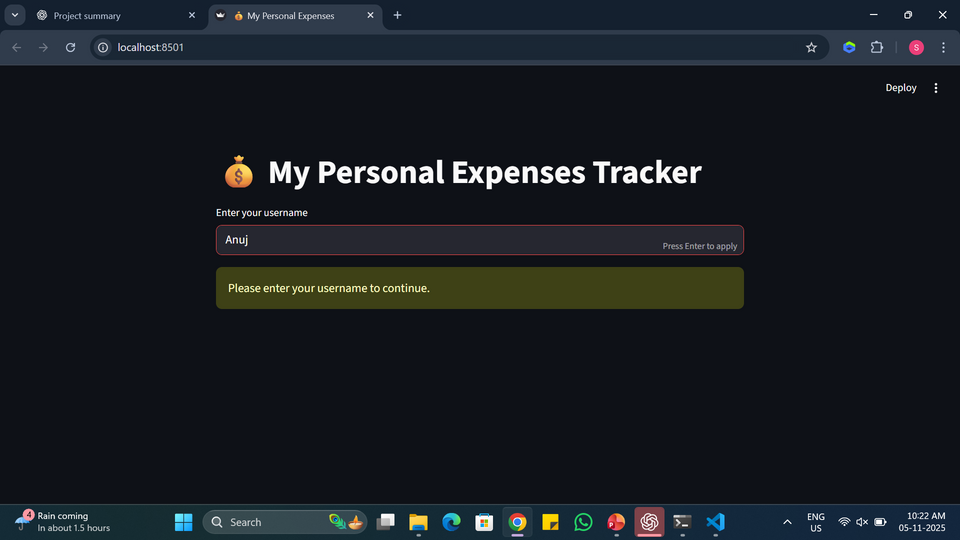 Project summary
My Personal Expenses
localhost:8501
S
Deploy
My Personal Expenses Tracker
Enter your username
Anuj
Press Enter to apply
Please enter your username to continue.
4
Rain coming
In about 1.5 hours
Search
P
ENG
US
10:22 AM
05-11-2025